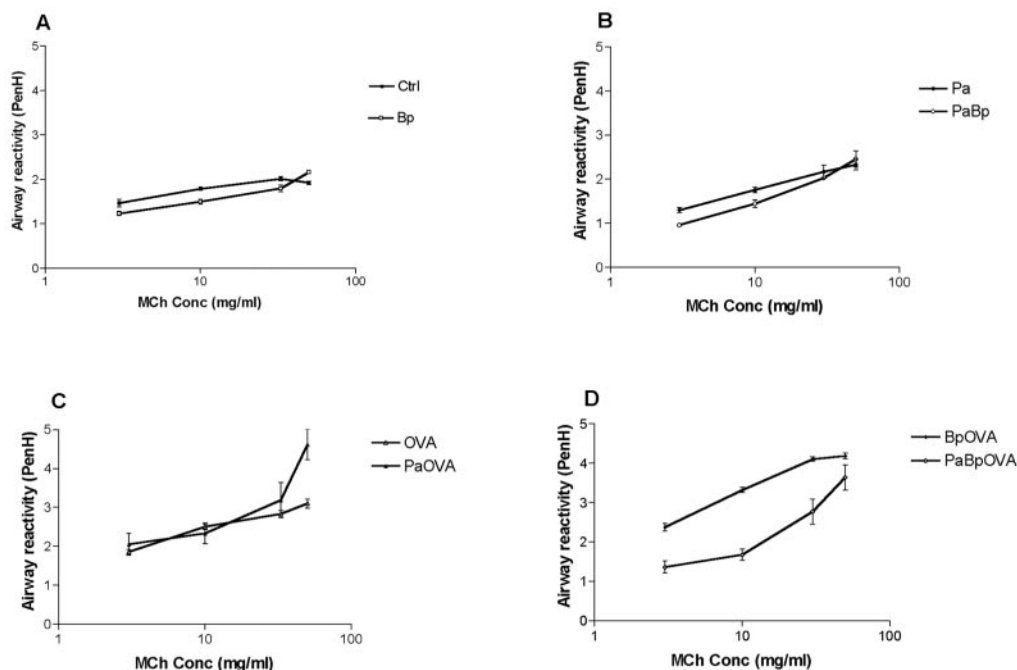 A
Airway reactivity (PenH)
5
4
3
2
1
0
1
10
100
MCh Conc (mg/ml)
Ctrl
Bp
B
Airway reactivity (PenH)
5
4
3
2
1
0
1
10
100
MCh Conc (mg/ml)
Pa
PaBp
C
Airway reactivity (PenH)
5
4
3
2
1
0
1
10
100
MCh Conc (mg/ml)
OVA
PaOVA
D
Airway reactivity (PenH)
5
4
3
2
1
0
1
10
100
MCh Conc (mg/ml)
BpOVA
PaBpOVA